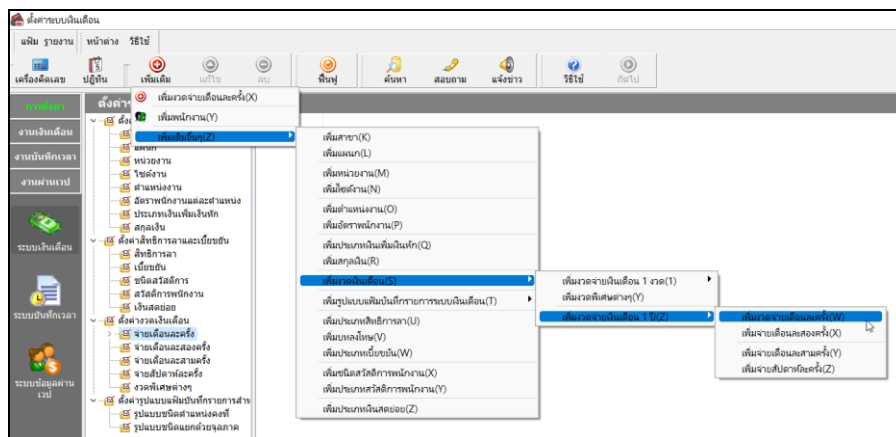 ตั้งค่าระบบเงินเดือน
แฟ้ม รายงาน หน้าต่าง วิธีใช้
เครื่องคิดเลข ปฏิทิน เพิ่มเติม แก้ไข ลบ พื้นฟู ค้นหา สอบถาม แจ้งข่าว วิธีใช้ ถัดไป
การตั้งค่า
งานเงินเดือน
งานบันทึกเวลา
งานผ่านเวป
ระบบเงินเดือน
ระบบบันทึกเวลา
ระบบข้อมูลผ่าน
เวป
เพิ่มงวดจ่ายเดือนละครั้ง(X)
เพิ่มพนักงาน(Y)
เพิ่มเติมอื่นๆ(Z)
แผนก
หน่วยงาน
ไซด์งาน
ตำแหน่งงาน
อัตราพนักงานแต่ละตำแหน่ง
ประเภทเงินเพิ่มเงินหัก
สกุลเงิน
ตั้งค่าสิทธิการลาและเบี้ยขยัน
สิทธิการลา
เบี้ยขยัน
ชนิดสวัสดิการ
สวัสดิการพนักงาน
เงินสดย่อย
ตั้งค่างวดเงินเดือน
จ่ายเดือนละครั้ง
จ่ายเดือนละสองครั้ง
จ่ายเดือนละสามครั้ง
จ่ายสัปดาห์ละครั้ง
งวดพิเศษต่างๆ
ตั้งค่ารูปแบบแฟ้มบันทึกรายการสำห
รูปแบบชนิดตำแหน่งคงที่
รูปแบบชนิดแยกด้วยจุลภาค
เพิ่มสาขา(K)
เพิ่มแผนก(L)
เพิ่มหน่วยงาน(M)
เพิ่มไซด์งาน(N)
เพิ่มตำแหน่งงาน(O)
เพิ่มอัตราพนักงาน(P)
เพิ่มประเภทเงินเพิ่มเงินหัก(Q)
เพิ่มสกุลเงิน(R)
เพิ่มงวดเงินเดือน(S)
เพิ่มรูปแบบแฟ้มบันทึกรายการระบบเงินเดือน(T)
เพิ่มประเภทสิทธิการลา(U)
เพิ่มบทลงโทษ(V)
เพิ่มประเภทเบี้ยขยัน(W)
เพิ่มชนิดสวัสดิการพนักงาน(X)
เพิ่มประเภทสวัสดิการพนักงาน(Y)
เพิ่มประเภทเงินสดย่อย(Z)
เพิ่มงวดจ่ายเงินเดือน 1 งวด(1)
เพิ่มงวดพิเศษต่างๆ(Y)
เพิ่มงวดจ่ายเงินเดือน 1 ปี(Z)
เพิ่มงวดจ่ายเดือนละครั้ง(W)
เพิ่มจ่ายเดือนละสองครั้ง(X)
เพิ่มจ่ายเดือนละสามครั้ง(Y)
เพิ่มจ่ายสัปดาห์ละครั้ง(Z)